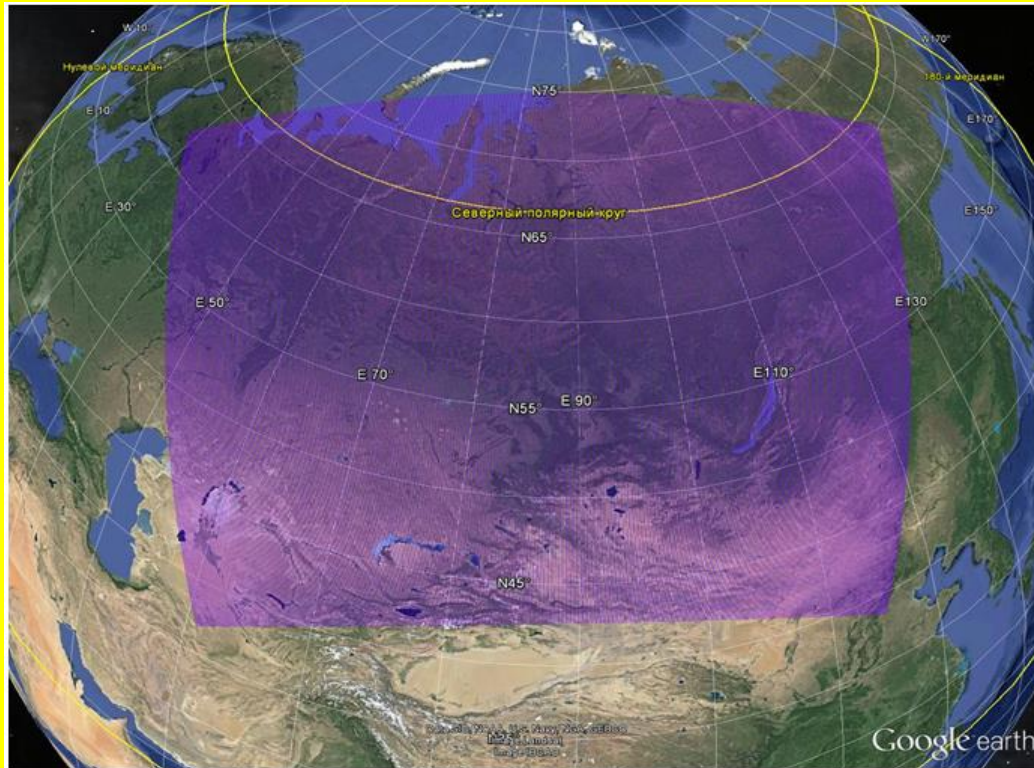 W 10
W170°
Нулевой меридиан
180-й меридиан
N75°
E 10
E170°
E 30°
Северный полярный круг
E150°
N65°
E 50°
E130
E 70°
E110°
N55° E 90°
N45°
Google earth